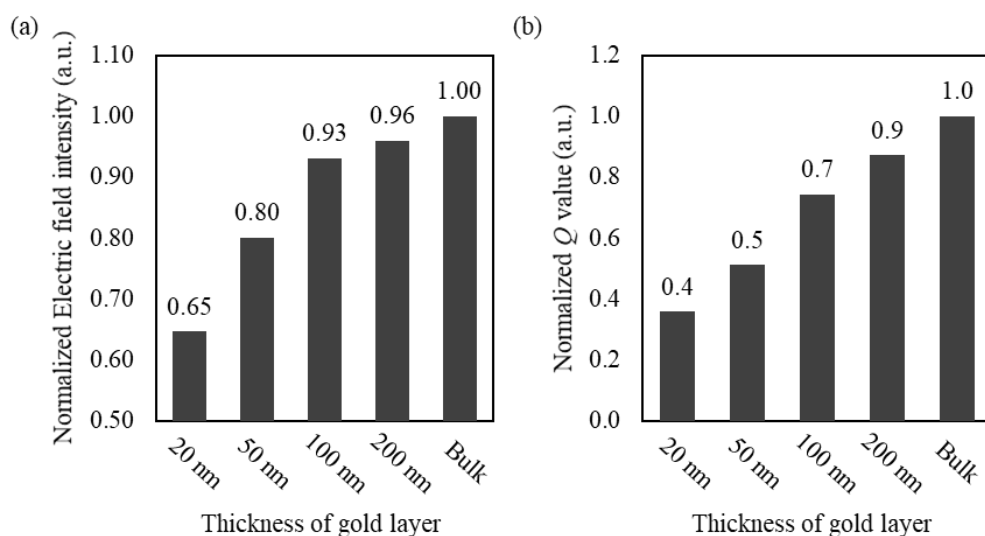 (a)
Normalized Electric field intensity (a.u.)
1.10
1.00
0.90
0.80
0.70
0.60
0.50
0.65
0.80
0.93
0.96
1.00
20 nm
50 nm
100 nm
200 nm
Bulk
Thickness of gold layer
(b)
Normalized Q value (a.u.)
1.2
1.0
0.8
0.6
0.4
0.2
0.0
0.4
0.5
0.7
0.9
1.0
20 nm
50 nm
100 nm
200 nm
Bulk
Thickness of gold layer